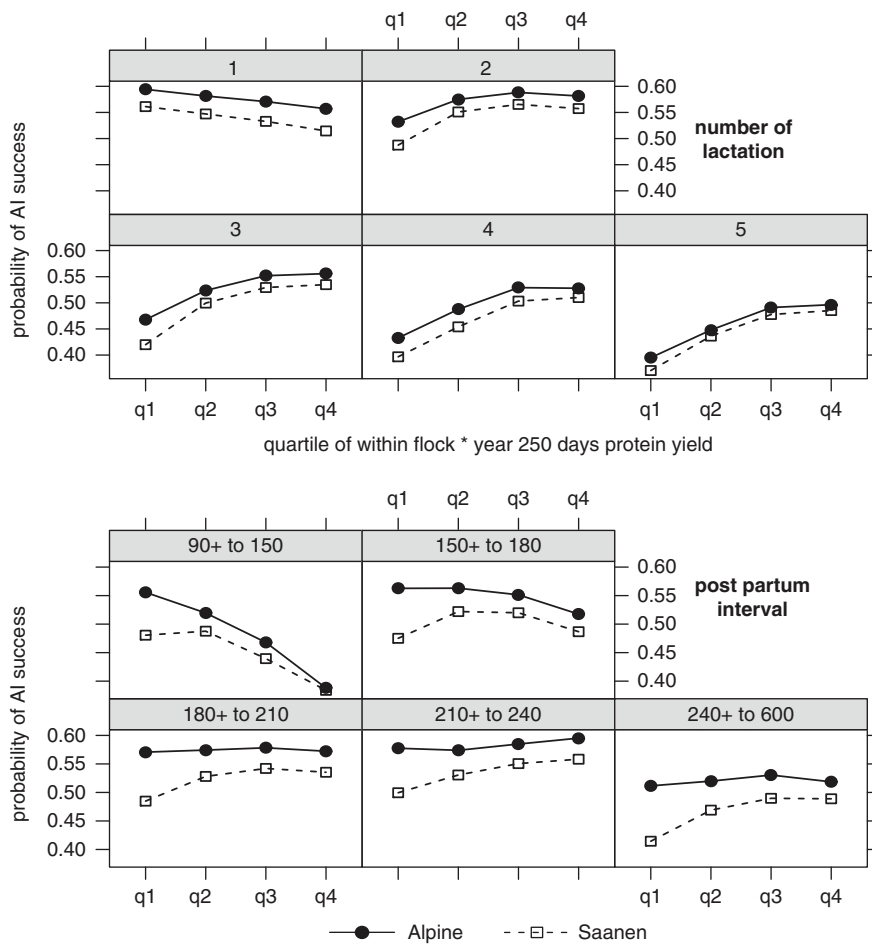 q1 q2 q3 q4
1 2
0.60
0.55
0.50
0.45
0.40
number of
lactation
probability of AI success
3 4 5
0.60
0.55
0.50
0.45
0.40
q1 q2 q3 q4 q1 q2 q3 q4
quartile of within flock * year 250 days protein yield
q1 q2 q3 q4
90+ to 150 150+ to 180
0.60
0.55
0.50
0.45
0.40
post partum
interval
probability of AI success
180+ to 210 210+ to 240 240+ to 600
0.60
0.55
0.50
0.45
0.40
q1 q2 q3 q4 q1 q2 q3 q4
Alpine Saanen